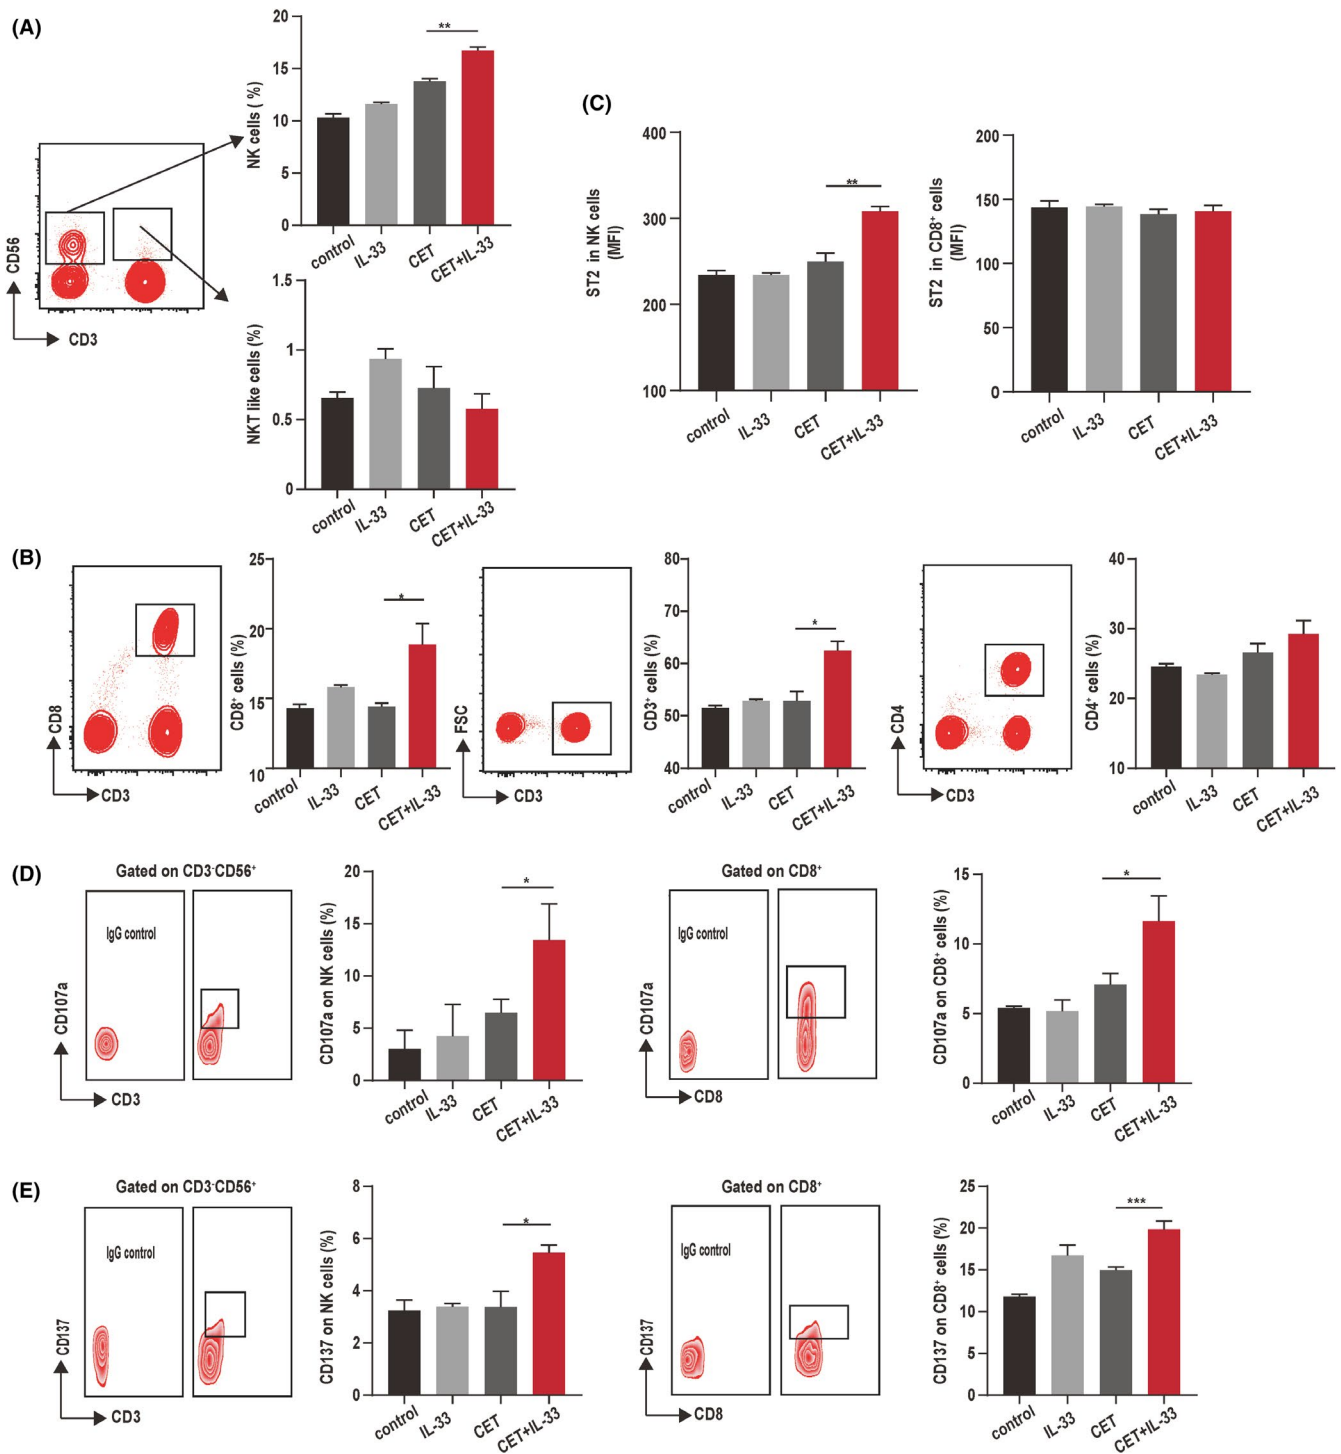 (A)
CD56
CD3
NK cells ( %)
20
15
10
5
0
control
IL-33
CET
CET+IL-33
**
NKT like cells (%)
1.5
1
0.5
0
control
IL-33
CET
CET+IL-33
(C)
ST2 in NK cells
(MFI)
400
300
200
100
control
IL-33
CET
CET+IL-33
**
ST2 in CD8⁺ cells
(MFI)
200
150
100
50
0
control
IL-33
CET
CET+IL-33
(B)
CD8
CD3
CD8⁺ cells (%)
25
20
15
10
control
IL-33
CET
CET+IL-33
*
FSC
CD3
CD3⁺ cells (%)
80
70
60
50
40
control
IL-33
CET
CET+IL-33
*
CD4
CD3
CD4⁺ cells (%)
40
30
20
10
control
IL-33
CET
CET+IL-33
(D)
Gated on CD3⁻CD56⁺
IgG control
CD107a
CD3
CD107a on NK cells (%)
20
15
10
5
0
control
IL-33
CET
CET+IL-33
*
Gated on CD8⁺
IgG control
CD107a
CD8
CD107a on CD8⁺ cells (%)
15
10
5
0
control
IL-33
CET
CET+IL-33
*
(E)
Gated on CD3⁻CD56⁺
IgG control
CD137
CD3
CD137 on NK cells (%)
8
6
4
2
0
control
IL-33
CET
CET+IL-33
*
Gated on CD8⁺
IgG control
CD137
CD8
CD137 on CD8⁺ cells (%)
25
20
15
10
5
0
control
IL-33
CET
CET+IL-33
***